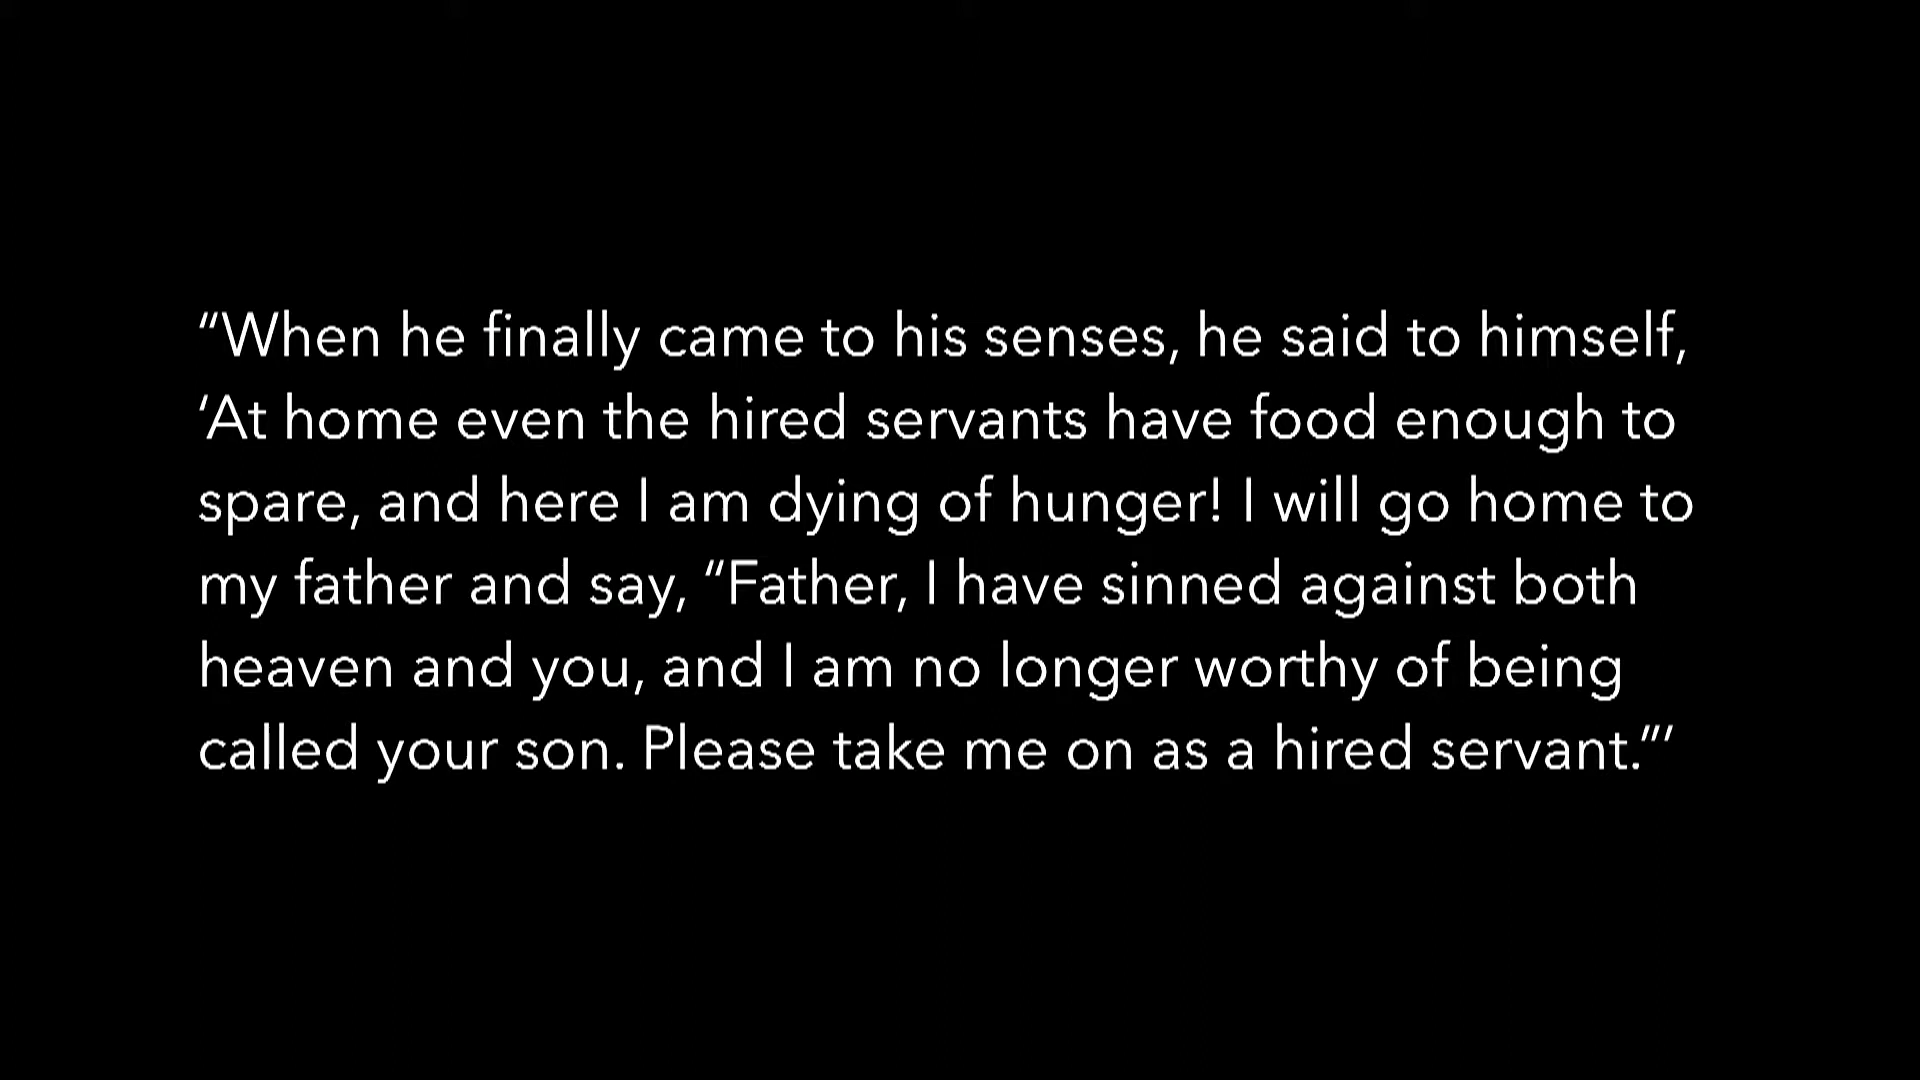 “When he finally came to his senses, he said to himself,
‘At home even the hired servants have food enough to
spare, and here I am dying of hunger! I will go home to
my father and say, “Father, I have sinned against both
heaven and you, and I am no longer worthy of being
called your son. Please take me on as a hired servant.”’